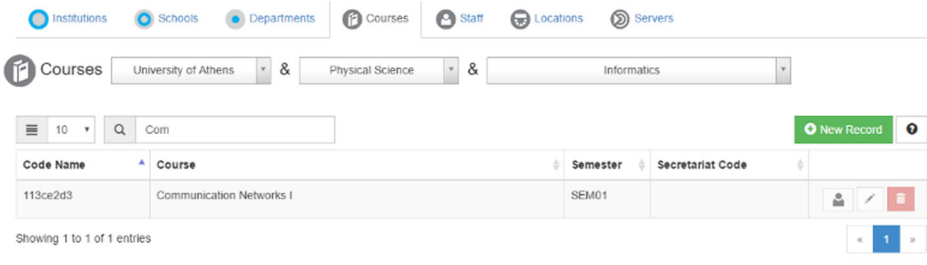 Institutions Schools Departments Courses Staff Locations Servers
Courses University of Athens & Physical Science & Informatics
10 Com New Record
Code Name Course Semester Secretariat Code
113ce2d3 Communication Networks I SEM01
Showing 1 to 1 of 1 entries « 1 »